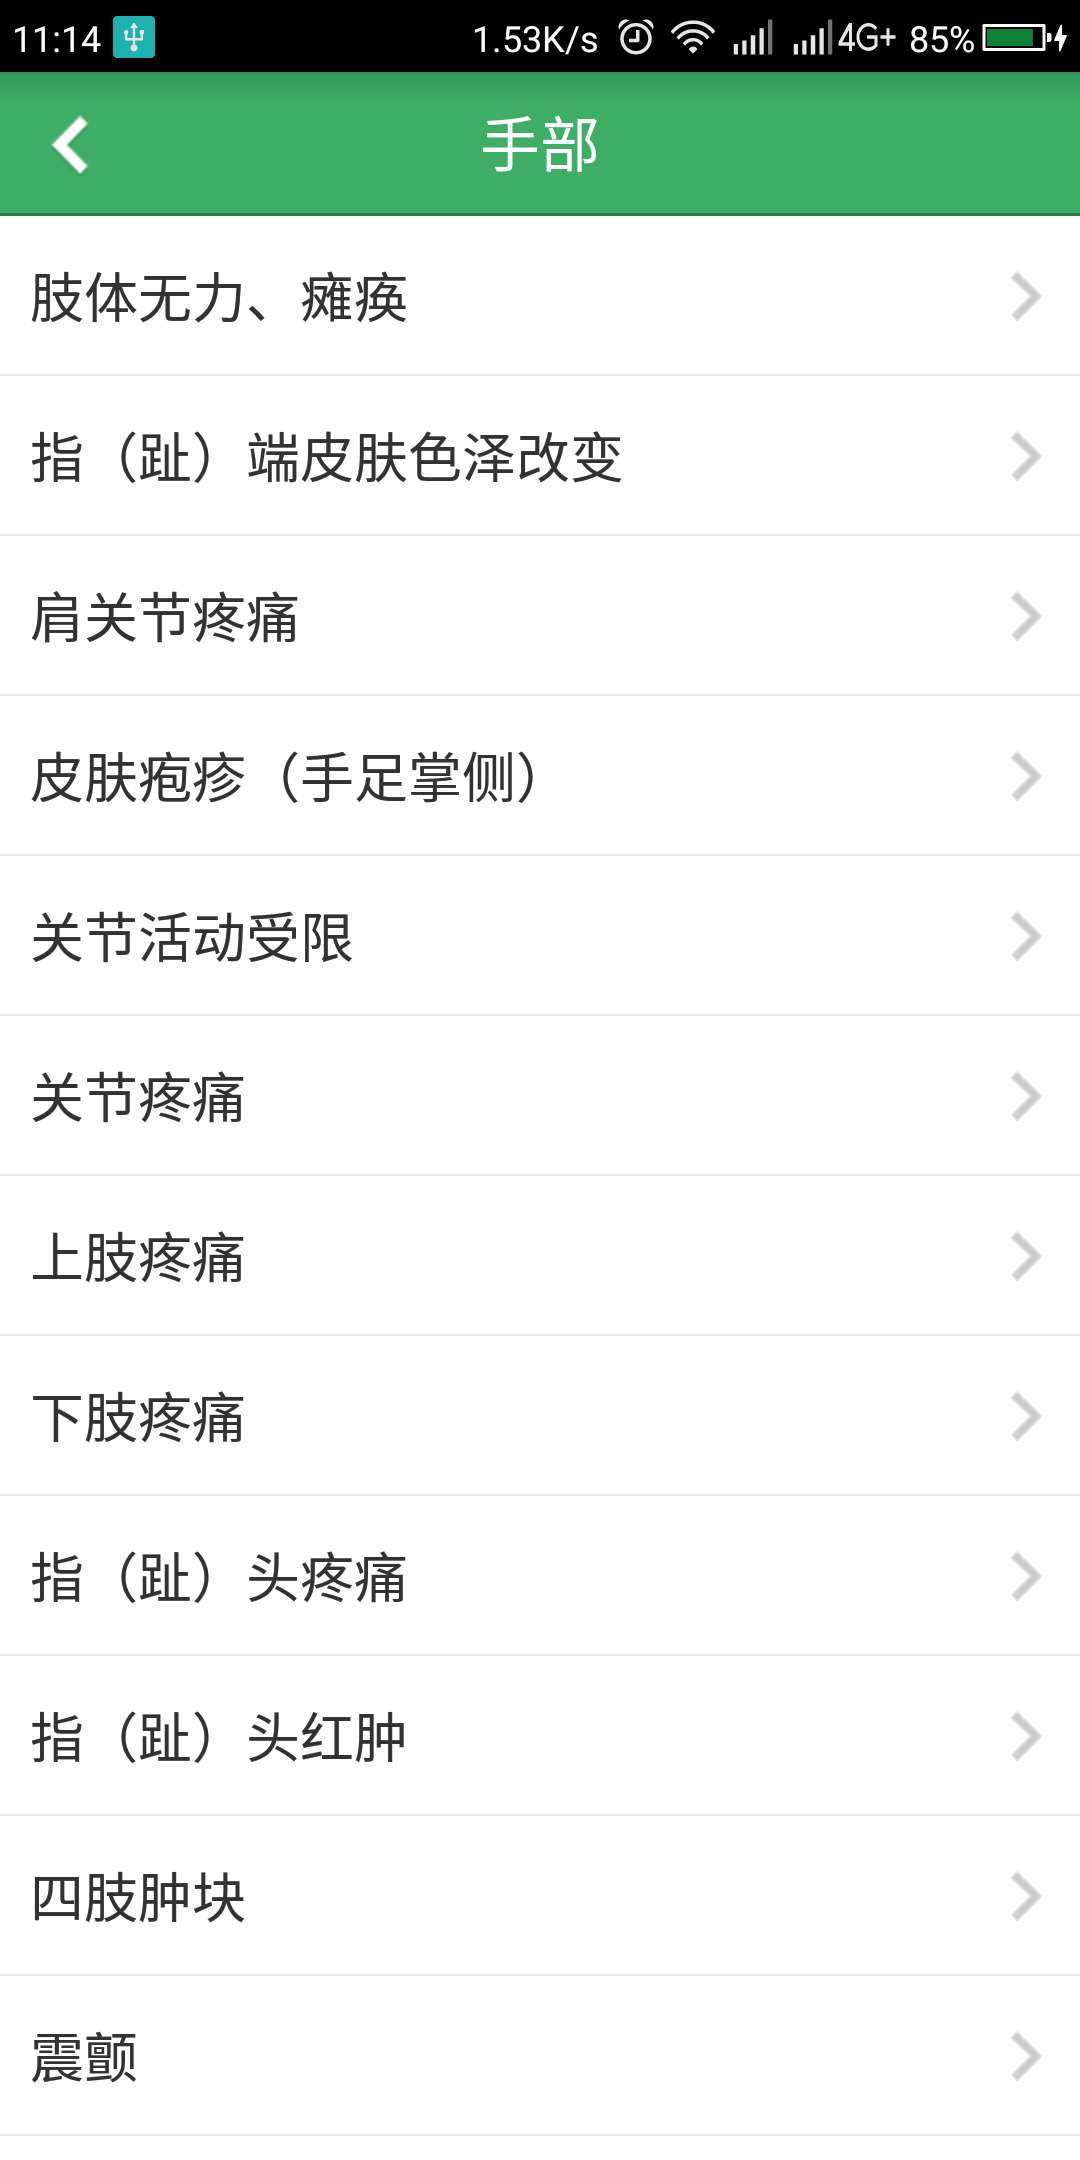 11:14 1.53K/s 4G+ 85%
手部
肢体无力、瘫痪
指（趾）端皮肤色泽改变
肩关节疼痛
皮肤疱疹（手足掌侧）
关节活动受限
关节疼痛
上肢疼痛
下肢疼痛
指（趾）头疼痛
指（趾）头红肿
四肢肿块
震颤